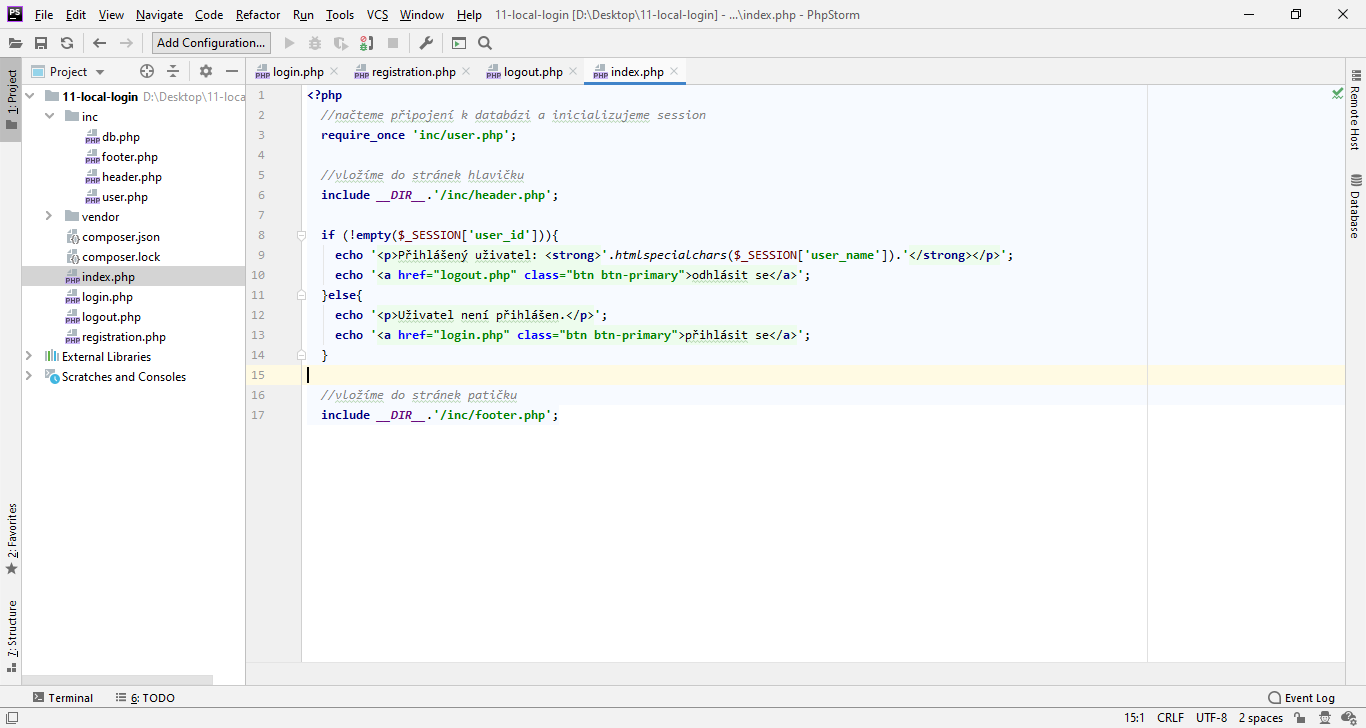 PS File Edit View Navigate Code Refactor Run Tools VCS Window Help 11-local-login [D:\Desktop\11-local-login] - ...\index.php - PhpStorm
Add Configuration...
1: Project
Project
login.php registration.php logout.php index.php
11-local-login D:\Desktop\11-loca
inc
db.php
footer.php
header.php
user.php
vendor
composer.json
composer.lock
index.php
login.php
logout.php
registration.php
External Libraries
Scratches and Consoles
1 <?php
2 //načteme připojení k databázi a inicializujeme session
3 require_once 'inc/user.php';
4
5 //vložíme do stránek hlavičku
6 include __DIR__.'/inc/header.php';
7
8 if (!empty($_SESSION['user_id'])){
9 echo '<p>Přihlášený uživatel: <strong>'.htmlspecialchars($_SESSION['user_name']).'</strong></p>';
10 echo '<a href="logout.php" class="btn btn-primary">odhlásit se</a>';
11 }else{
12 echo '<p>Uživatel není přihlášen.</p>';
13 echo '<a href="login.php" class="btn btn-primary">přihlásit se</a>';
14 }
15
16 //vložíme do stránek patičku
17 include __DIR__.'/inc/footer.php';
Remote Host
Database
2: Favorites
7: Structure
Terminal 6: TODO Event Log
15:1 CRLF UTF-8 2 spaces